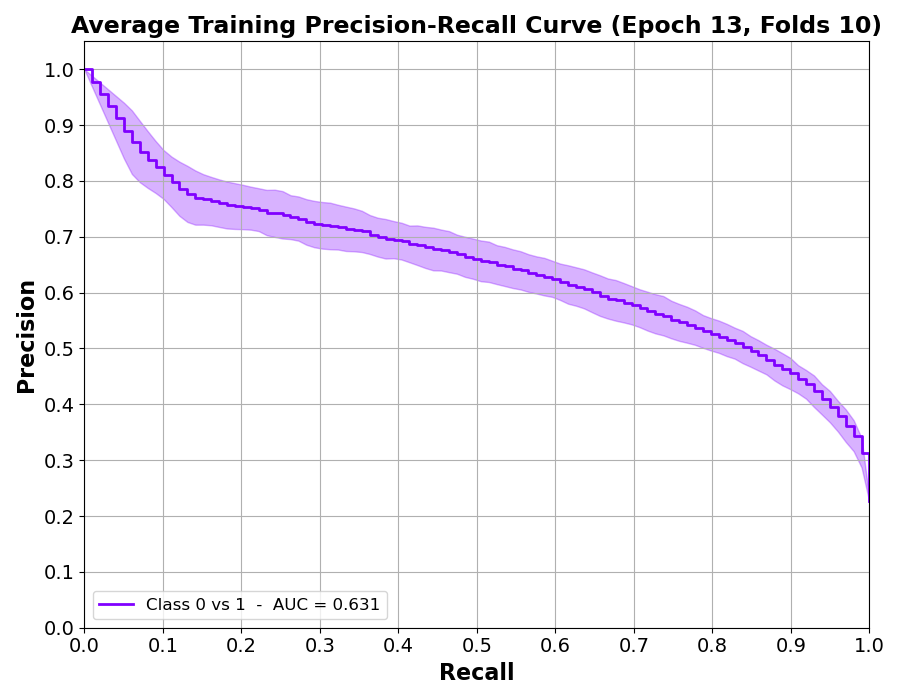 Average Training Precision-Recall Curve (Epoch 13, Folds 10)
Precision
1.0
0.9
0.8
0.7
0.6
0.5
0.4
0.3
0.2
0.1
0.0
Class 0 vs 1  -  AUC = 0.631
0.0 0.1 0.2 0.3 0.4 0.5 0.6 0.7 0.8 0.9 1.0
Recall